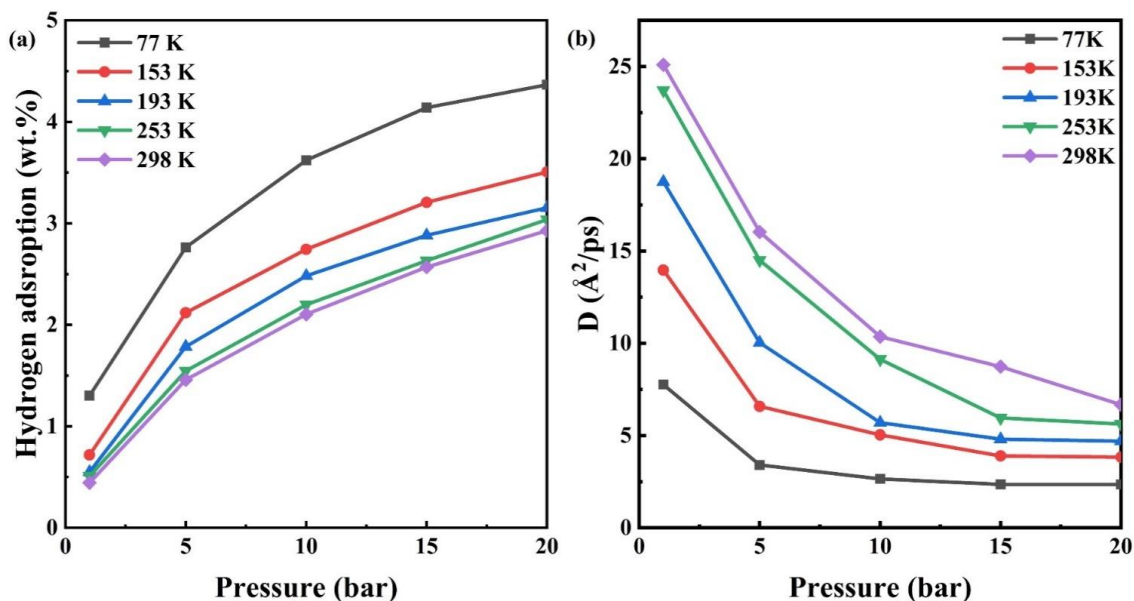 (a)
5
4
3
2
1
0
Hydrogen adsroption (wt.%)
77 K
153 K
193 K
253 K
298 K
0
5
10
15
20
Pressure (bar)
(b)
25
20
15
10
5
0
D (Å²/ps)
77K
153K
193K
253K
298K
0
5
10
15
20
Pressure (bar)